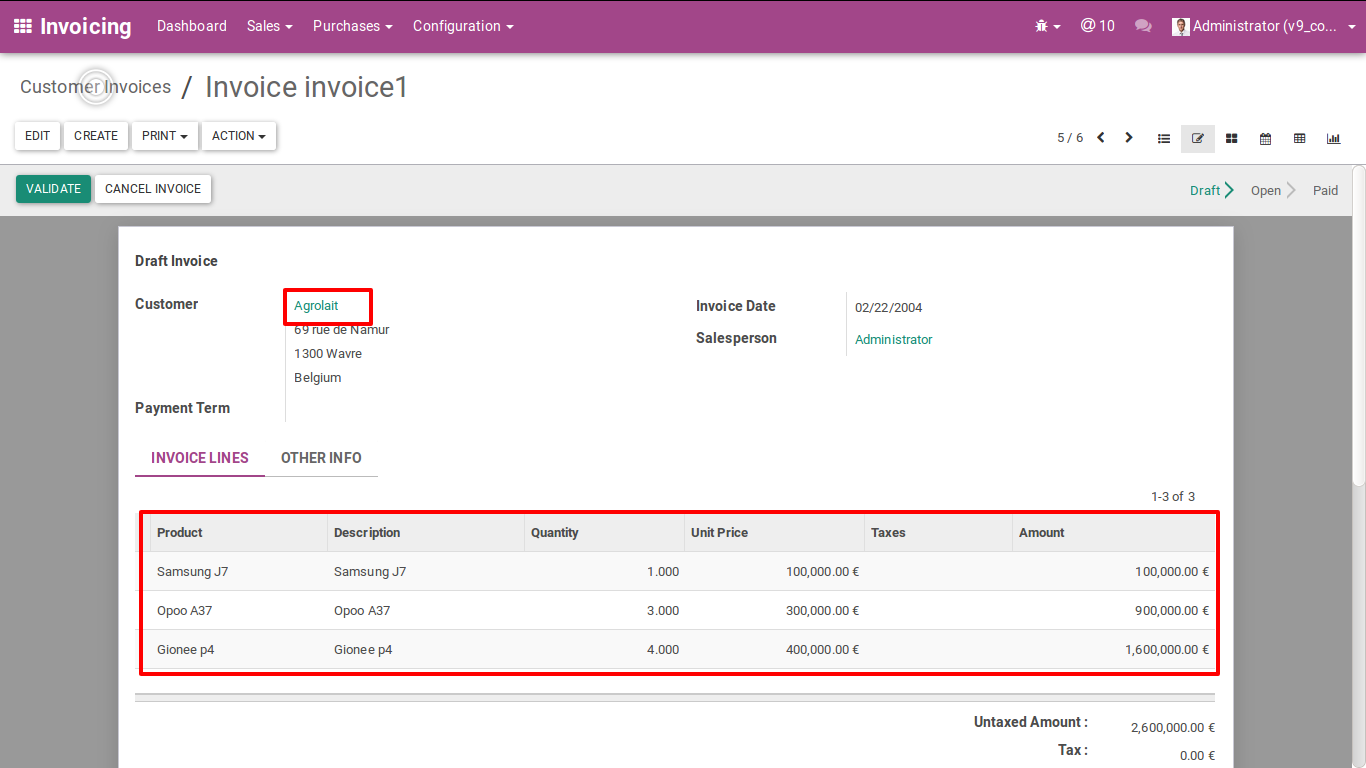 Invoicing Dashboard Sales Purchases Configuration @ 10 Administrator (v9_co...
Customer Invoices / Invoice invoice1
EDIT CREATE PRINT ACTION 5 / 6
VALIDATE CANCEL INVOICE Draft Open Paid
Draft Invoice
Customer Agrolait Invoice Date 02/22/2004
69 rue de Namur
Salesperson Administrator
1300 Wavre
Belgium
Payment Term
INVOICE LINES OTHER INFO
1-3 of 3
Product Description Quantity Unit Price Taxes Amount
Samsung J7 Samsung J7 1.000 100,000.00 € 100,000.00 €
Opoo A37 Opoo A37 3.000 300,000.00 € 900,000.00 €
Gionee p4 Gionee p4 4.000 400,000.00 € 1,600,000.00 €
Untaxed Amount : 2,600,000.00 €
Tax : 0.00 €